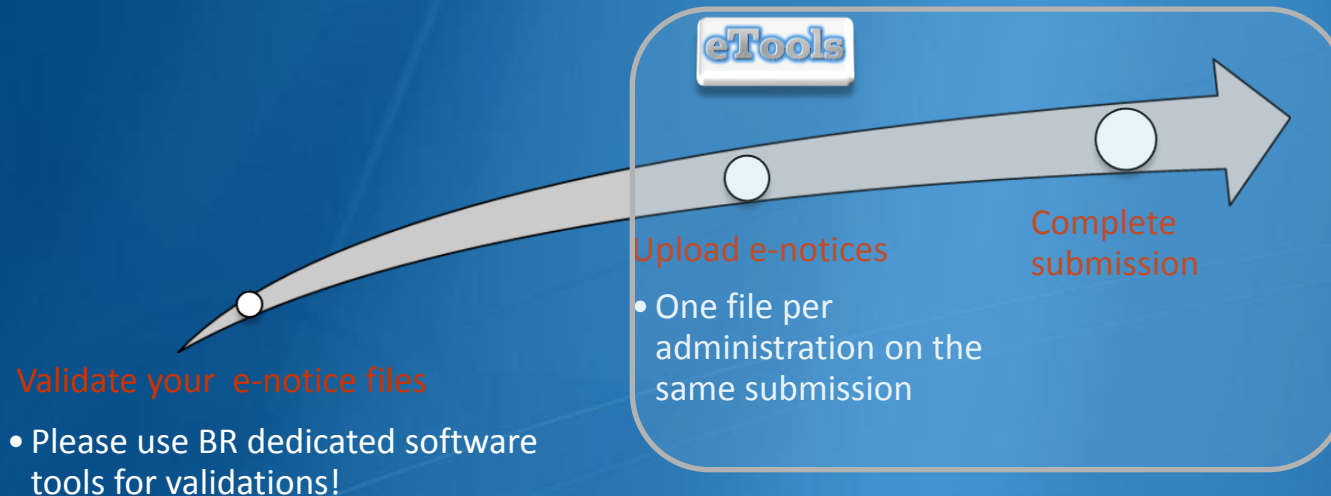 eTools
Validate your e-notice files
• Please use BR dedicated software
tools for validations!
Upload e-notices
• One file per
administration on the
same submission
Complete
submission